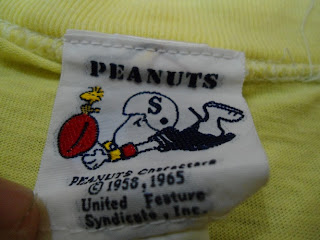 PEANUTS
S
PEANUTS Characters
© 1958, 1965
United Feature
Syndicate, Inc.